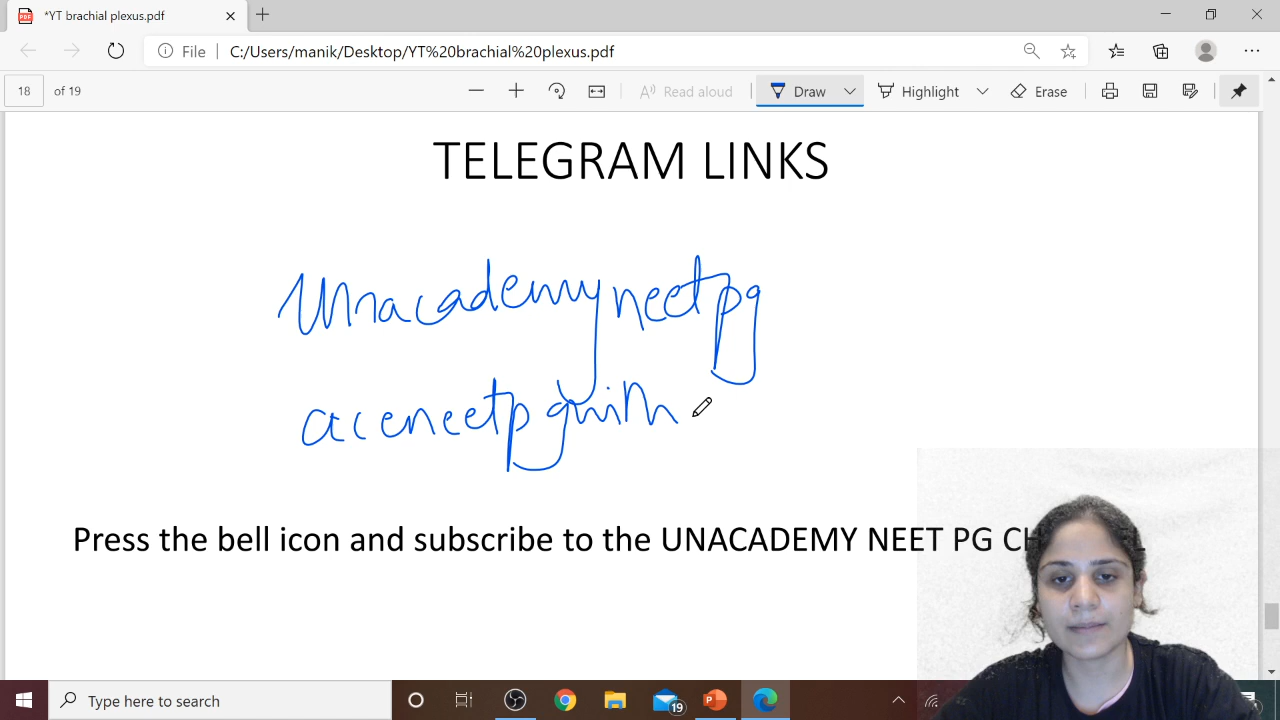 *YT brachial plexus.pdf
File C:/Users/manik/Desktop/YT%20brachial%20plexus.pdf
18 of 19 Read aloud Draw Highlight Erase
TELEGRAM LINKS
Unacademyneetpg
aceneetpgwith
Press the bell icon and subscribe to the UNACADEMY NEET PG
Type here to search 19